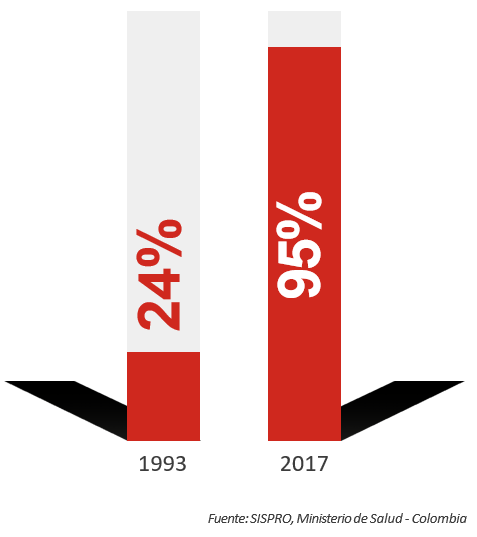 24%
95%
1993
2017
Fuente: SISPRO, Ministerio de Salud - Colombia